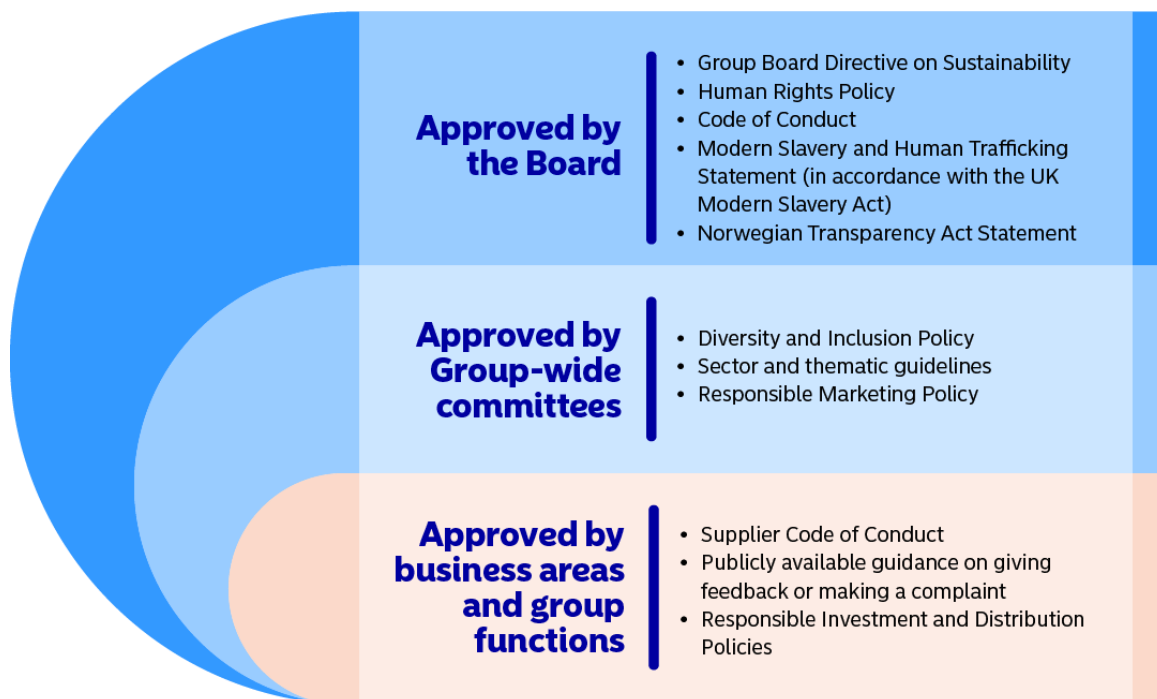 Approved by
the Board
• Group Board Directive on Sustainability
• Human Rights Policy
• Code of Conduct
• Modern Slavery and Human Trafficking
Statement (in accordance with the UK
Modern Slavery Act)
• Norwegian Transparency Act Statement
Approved by
Group-wide
committees
• Diversity and Inclusion Policy
• Sector and thematic guidelines
• Responsible Marketing Policy
Approved by
business areas
and group
functions
• Supplier Code of Conduct
• Publicly available guidance on giving
feedback or making a complaint
• Responsible Investment and Distribution
Policies